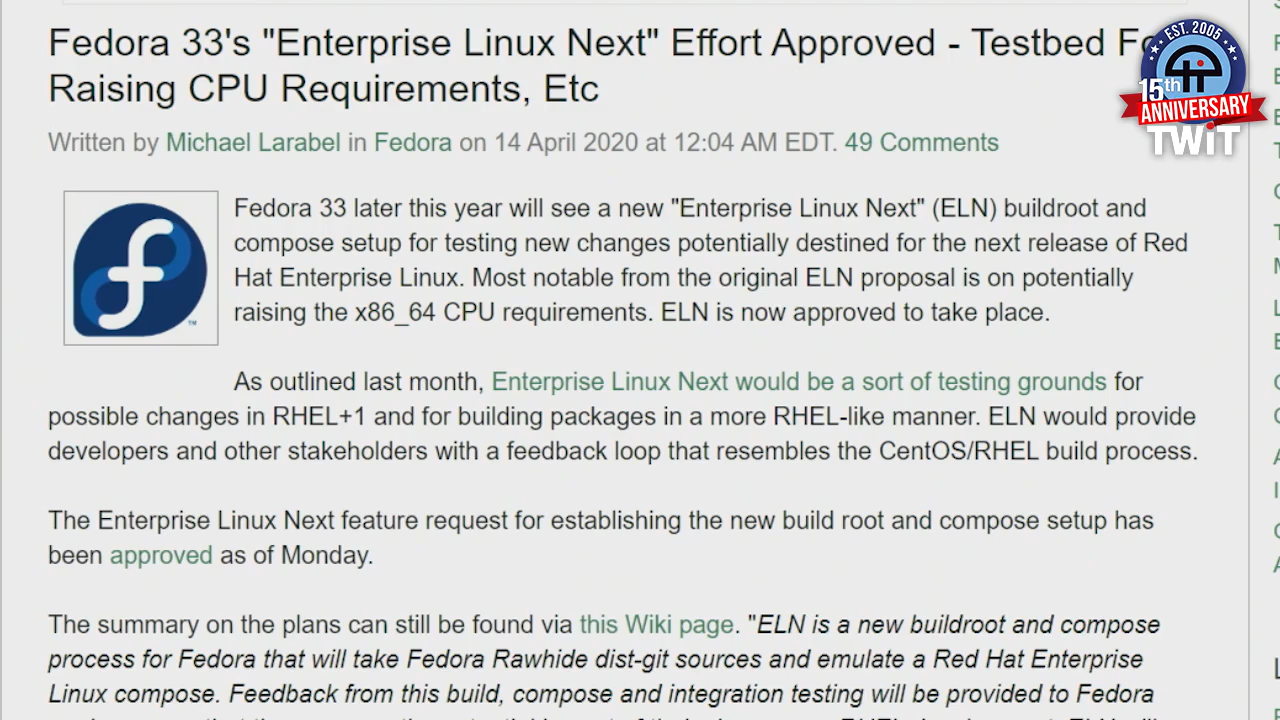 Fedora 33's "Enterprise Linux Next" Effort Approved - Testbed
Raising CPU Requirements, Etc
Written by Michael Larabel in Fedora on 14 April 2020 at 12:04 AM EDT. 49 Comments
EST. 2005
15th
ANNIVERSARY
TWiT
Fedora 33 later this year will see a new "Enterprise Linux Next" (ELN) buildroot and
compose setup for testing new changes potentially destined for the next release of Red
Hat Enterprise Linux. Most notable from the original ELN proposal is on potentially
raising the x86_64 CPU requirements. ELN is now approved to take place.
As outlined last month, Enterprise Linux Next would be a sort of testing grounds for
possible changes in RHEL+1 and for building packages in a more RHEL-like manner. ELN would provide
developers and other stakeholders with a feedback loop that resembles the CentOS/RHEL build process.
The Enterprise Linux Next feature request for establishing the new build root and compose setup has
been approved as of Monday.
The summary on the plans can still be found via this Wiki page. "ELN is a new buildroot and compose
process for Fedora that will take Fedora Rawhide dist-git sources and emulate a Red Hat Enterprise
Linux compose. Feedback from this build, compose and integration testing will be provided to Fedora